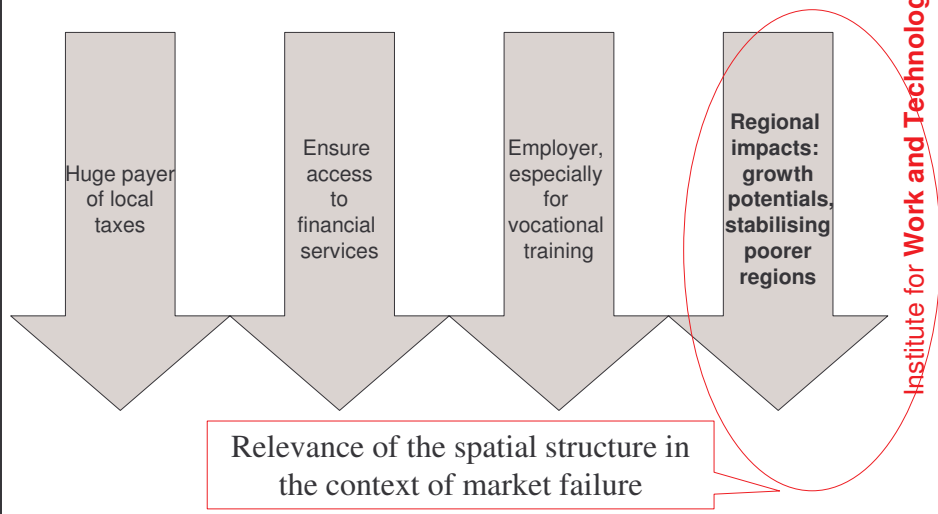 Huge payer
of local
taxes
Ensure
access
to
financial
services
Employer,
especially
for
vocational
training
Regional
impacts:
growth
potentials,
stabilising
poorer
regions
Institute for Work and Technolog
Relevance of the spatial structure in
the context of market failure